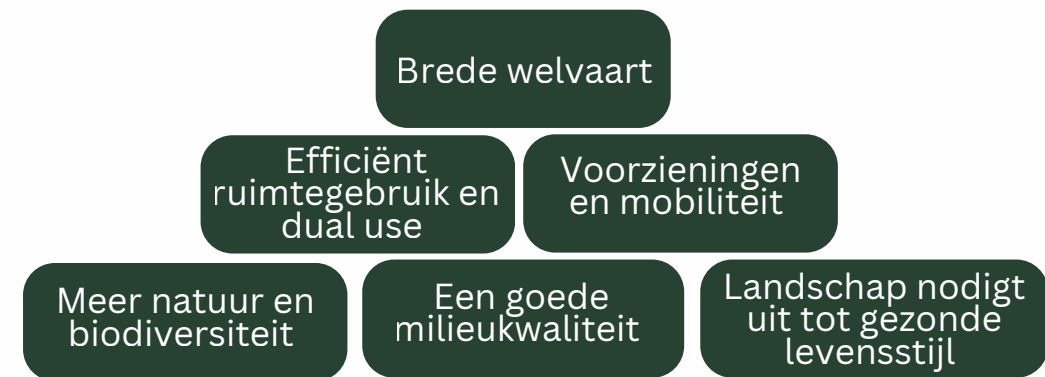 Brede welvaart
Efficiënt
ruimtegebruik en
dual use
Voorzieningen
en mobiliteit
Meer natuur en
biodiversiteit
Een goede
milieukwaliteit
Landschap nodigt
uit tot gezonde
levensstijl